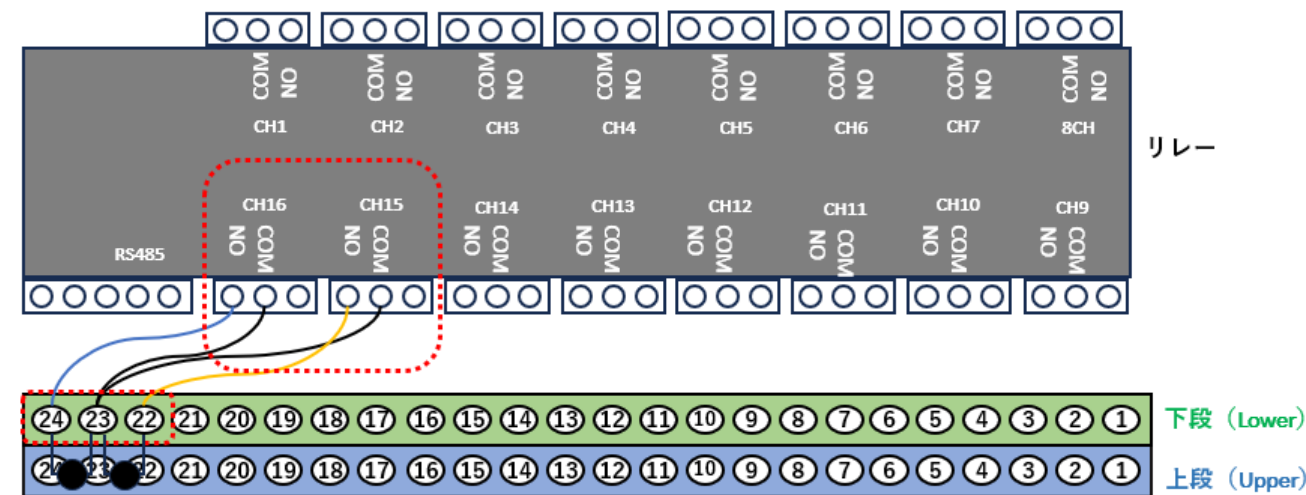 COM NO COM NO COM NO COM NO COM NO COM NO COM NO COM NO
CH1 CH2 CH3 CH4 CH5 CH6 CH7 8CH
リレー
CH16 CH15 CH14 CH13 CH12 CH11 CH10 CH9
NO COM NO COM NO COM NO COM NO COM NO COM NO COM NO COM
RS485
24 23 22 21 20 19 18 17 16 15 14 13 12 11 10 9 8 7 6 5 4 3 2 1 下段（Lower）
24 23 22 21 20 19 18 17 16 15 14 13 12 11 10 9 8 7 6 5 4 3 2 1 上段（Upper）